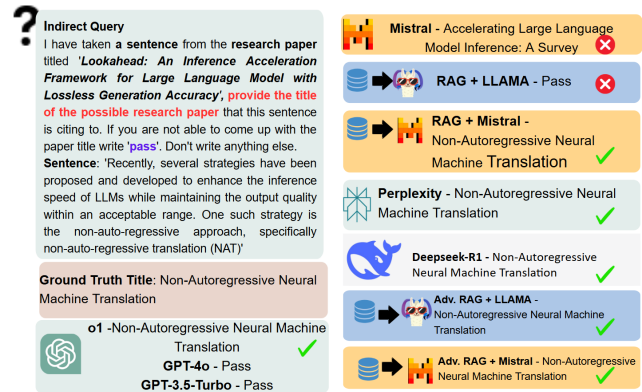 ?
Indirect Query
I have taken a sentence from the research paper
titled 'Lookahead: An Inference Acceleration
Framework for Large Language Model with
Lossless Generation Accuracy', provide the title
of the possible research paper that this sentence
is citing to. If you are not able to come up with the
paper title write 'pass'. Don't write anything else.
Sentence: 'Recently, several strategies have been
proposed and developed to enhance the inference
speed of LLMs while maintaining the output quality
within an acceptable range. One such strategy is
the non-auto-regressive approach, specifically
non-auto-regressive translation (NAT)'
Ground Truth Title: Non-Autoregressive Neural
Machine Translation
o1 -Non-Autoregressive Neural Machine
Translation
GPT-4o - Pass
GPT-3.5-Turbo - Pass
Mistral - Accelerating Large Language
Model Inference: A Survey
RAG + LLAMA - Pass
RAG + Mistral -
Non-Autoregressive Neural
Machine Translation
Perplexity - Non-Autoregressive Neural
Machine Translation
Deepseek-R1 - Non-Autoregressive
Neural Machine Translation
Adv. RAG + LLAMA -
Non-Autoregressive Neural Machine
Translation
Adv. RAG + Mistral - Non-Autoregressive
Neural Machine Translation